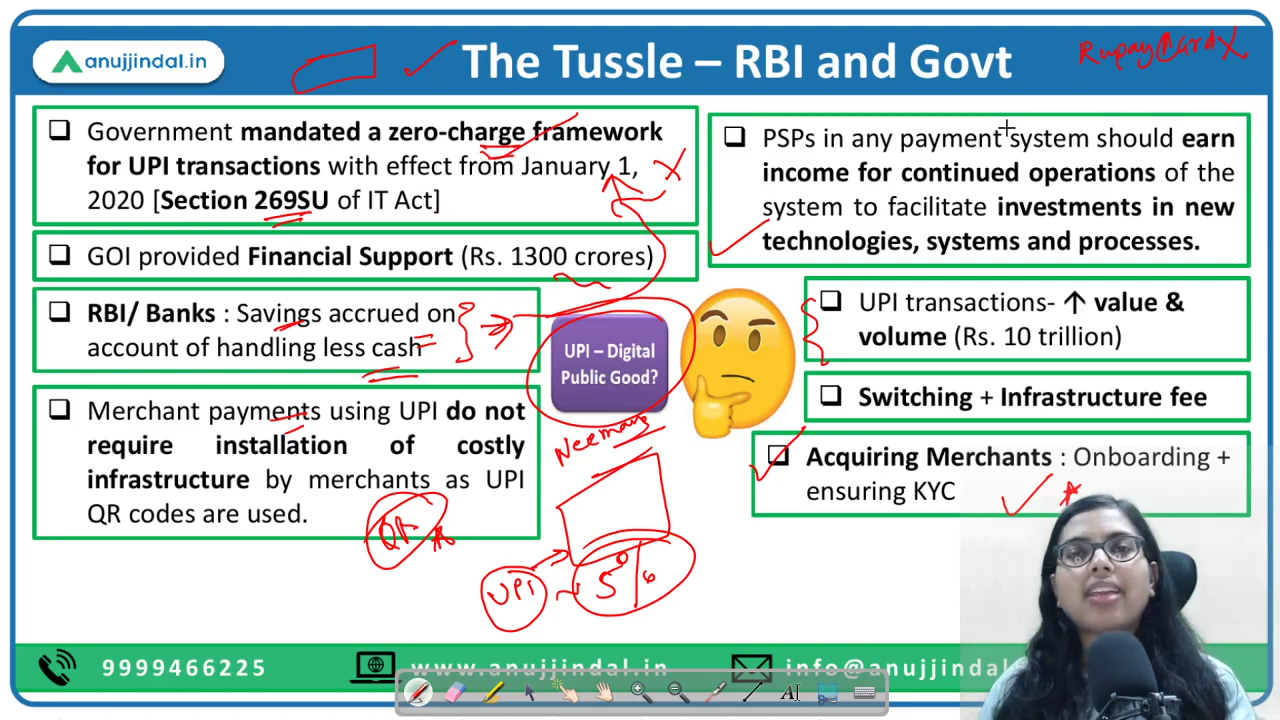 anujjindal.in
The Tussle – RBI and Govt
Rupay Card X
Government mandated a zero-charge framework
for UPI transactions with effect from January 1,
2020 [Section 269SU of IT Act]
GOI provided Financial Support (Rs. 1300 crores)
RBI/ Banks : Savings accrued on
account of handling less cash
Merchant payments using UPI do not
require installation of costly
infrastructure by merchants as UPI
QR codes are used.
QR
UPI – Digital
Public Good?
UPI
PSPs in any payment system should earn
income for continued operations of the
system to facilitate investments in new
technologies, systems and processes.
UPI transactions- ↑ value &
volume (Rs. 10 trillion)
Switching + Infrastructure fee
Acquiring Merchants : Onboarding +
ensuring KYC
9999466225
www.anujjindal.in
info@anujjindal